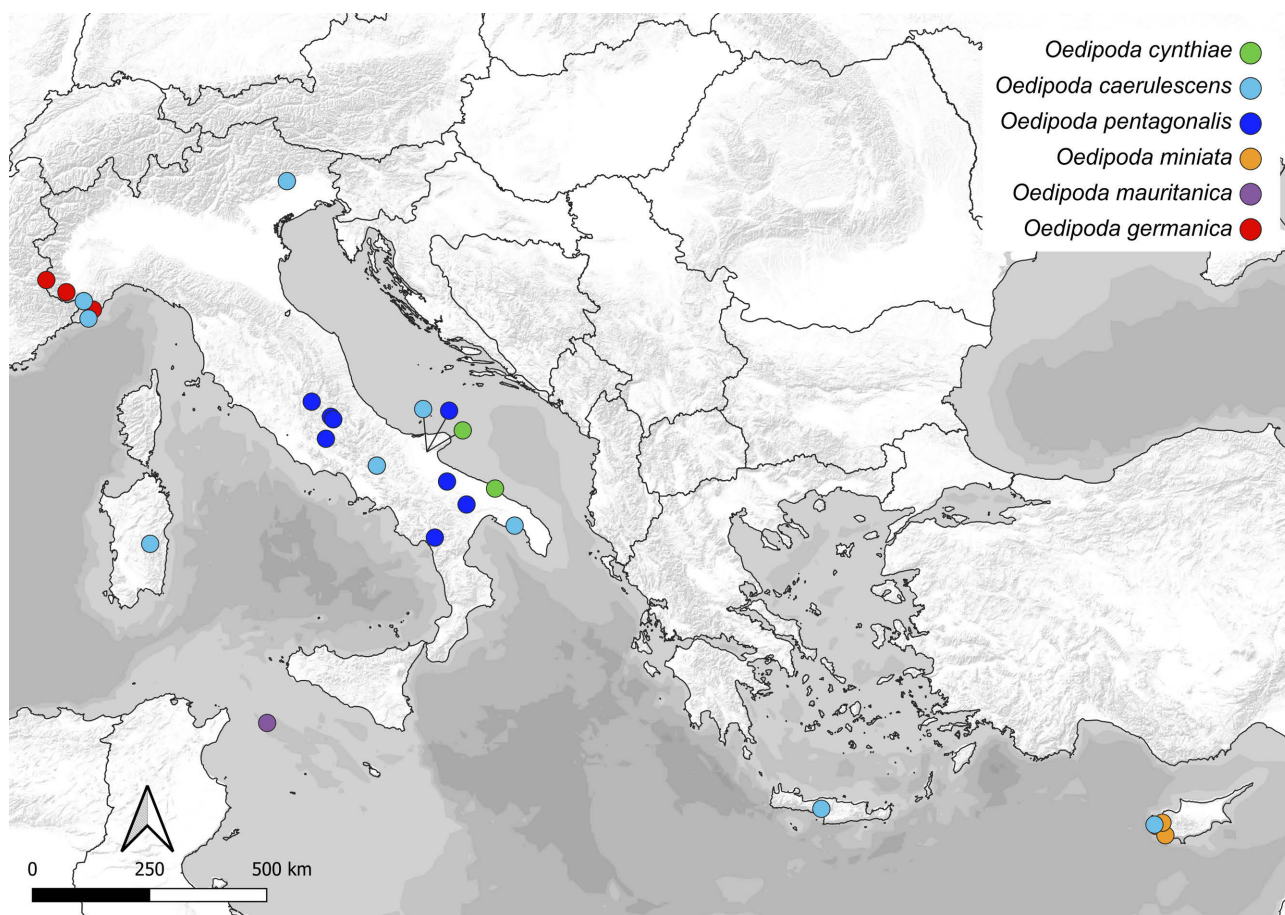 Oedipoda cynthiae
Oedipoda caerulescens
Oedipoda pentagonalis
Oedipoda miniata
Oedipoda mauritanica
Oedipoda germanica
0 250 500 km